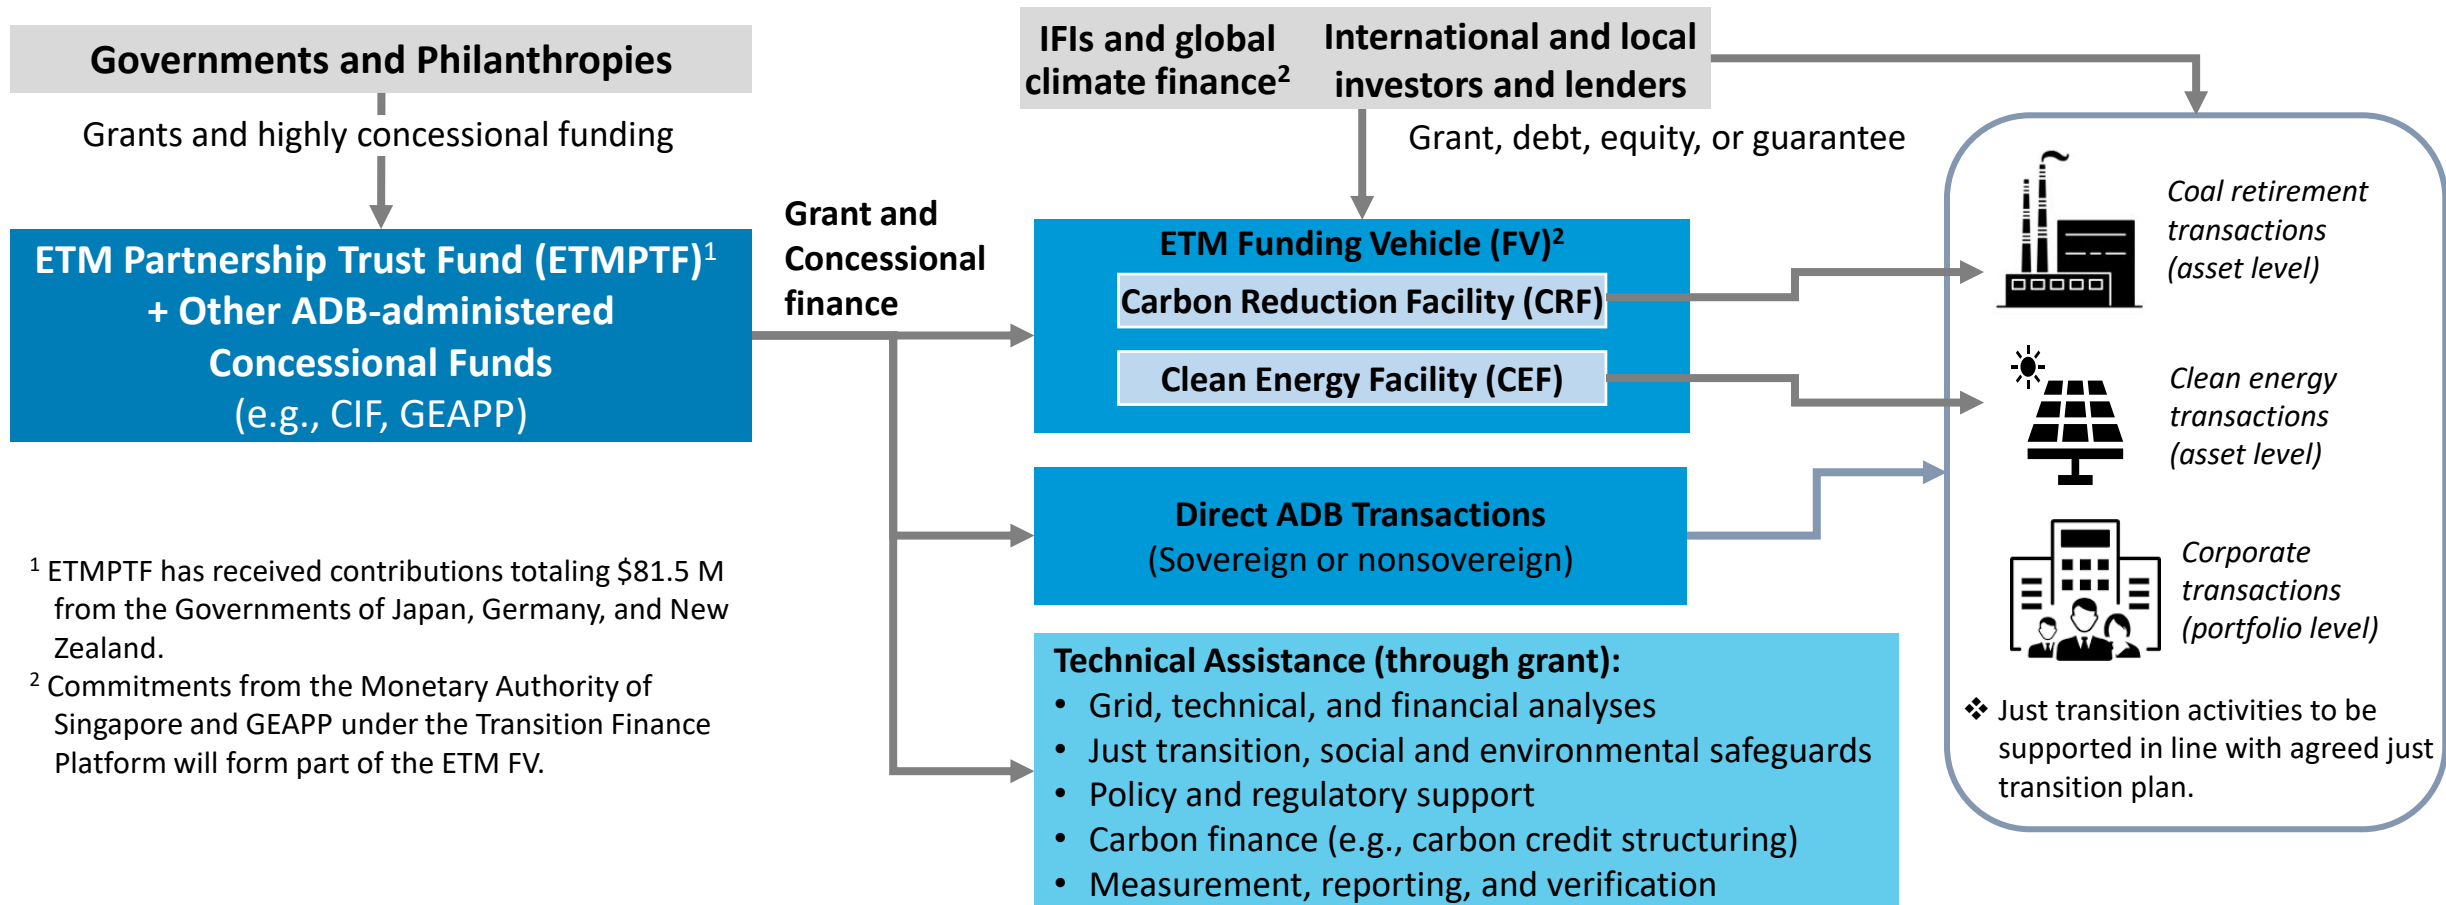 Governments and Philanthropies
Grants and highly concessional funding
ETM Partnership Trust Fund (ETMPTF)1
+ Other ADB-administered
Concessional Funds
(e.g., CIF, GEAPP)
1 ETMPTF has received contributions totaling $81.5 M
from the Governments of Japan, Germany, and New
Zealand.
2 Commitments from the Monetary Authority of
Singapore and GEAPP under the Transition Finance
Platform will form part of the ETM FV.
Grant and
Concessional
finance
IFIs and global
climate finance2
International and local
investors and lenders
Grant, debt, equity, or guarantee
ETM Funding Vehicle (FV)2
Carbon Reduction Facility (CRF)
Clean Energy Facility (CEF)
Direct ADB Transactions
(Sovereign or nonsovereign)
Technical Assistance (through grant):
• Grid, technical, and financial analyses
• Just transition, social and environmental safeguards
• Policy and regulatory support
• Carbon finance (e.g., carbon credit structuring)
• Measurement, reporting, and verification
Coal retirement
transactions
(asset level)
Clean energy
transactions
(asset level)
Corporate
transactions
(portfolio level)
❖ Just transition activities to be
supported in line with agreed just
transition plan.